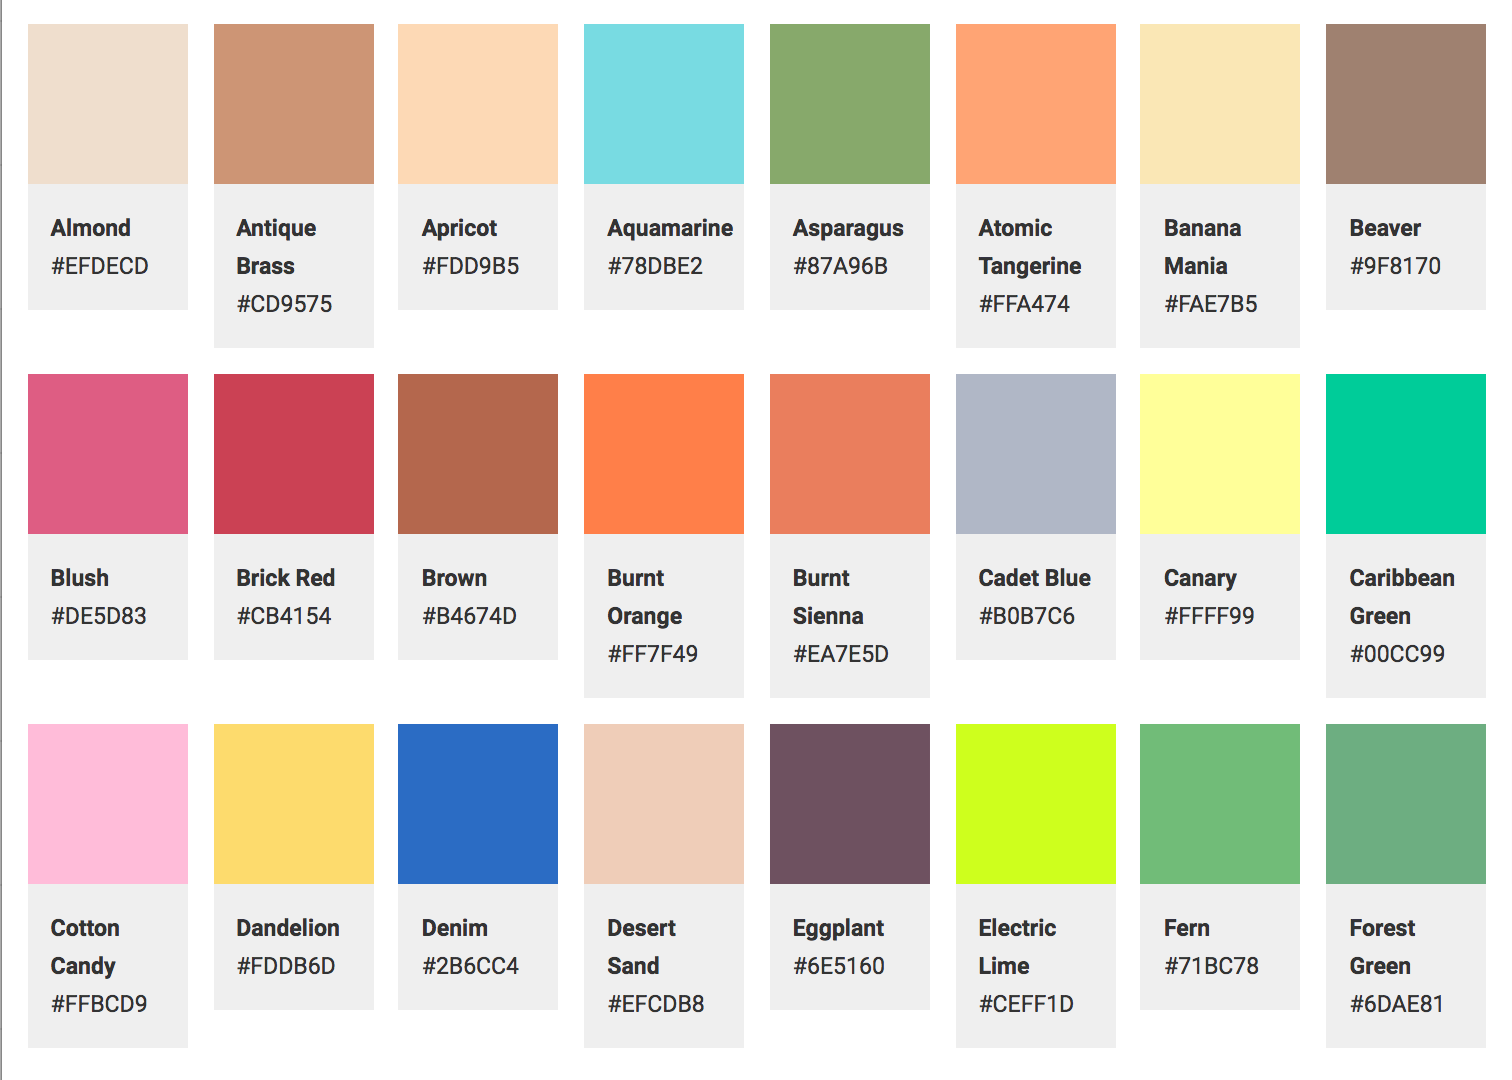 Almond
#EFDECD
Antique
Brass
#CD9575
Apricot
#FDD9B5
Aquamarine
#78DBE2
Asparagus
#87A96B
Atomic
Tangerine
#FFA474
Banana
Mania
#FAE7B5
Beaver
#9F8170
Blush
#DE5D83
Brick Red
#CB4154
Brown
#B4674D
Burnt
Orange
#FF7F49
Burnt
Sienna
#EA7E5D
Cadet Blue
#B0B7C6
Canary
#FFFF99
Caribbean
Green
#00CC99
Cotton
Candy
#FFBCD9
Dandelion
#FDDB6D
Denim
#2B6CC4
Desert
Sand
#EFCDB8
Eggplant
#6E5160
Electric
Lime
#CEFF1D
Fern
#71BC78
Forest
Green
#6DAE81